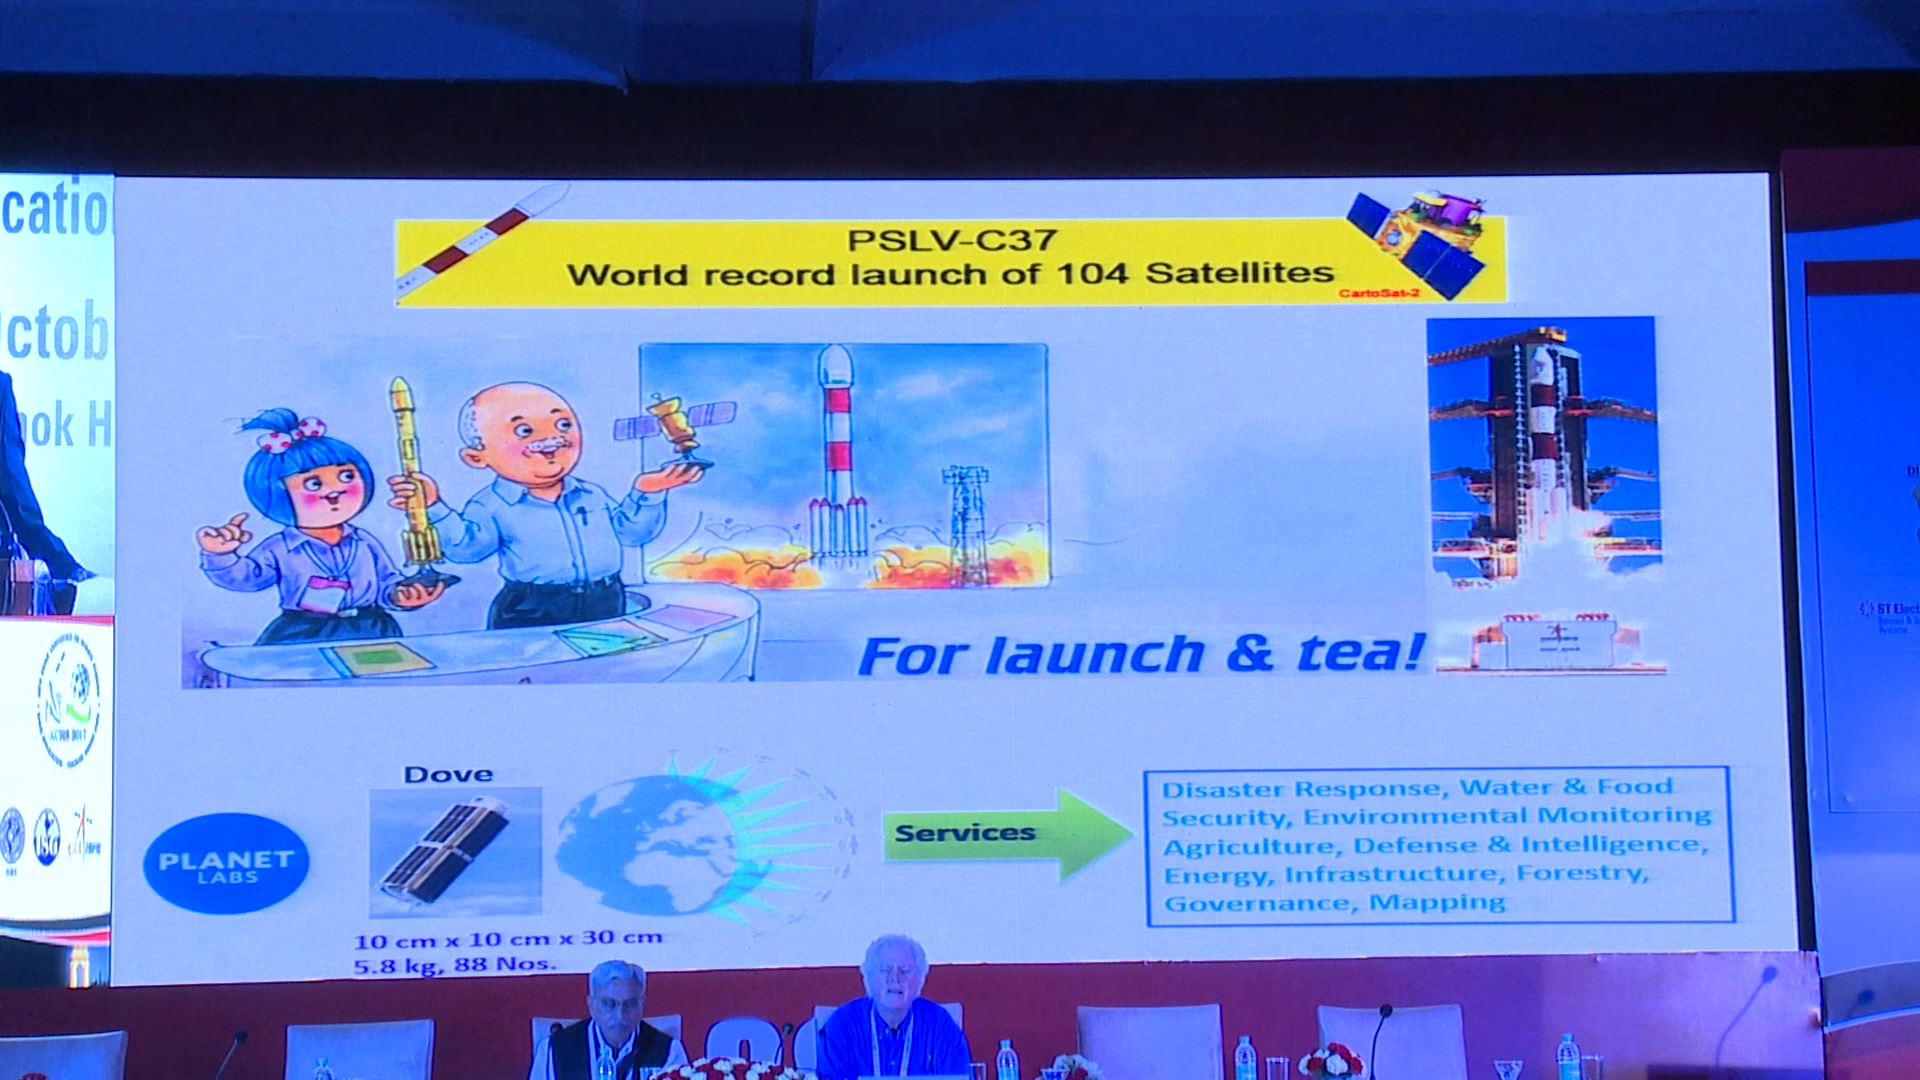 PSLV-C37
World record launch of 104 Satellites
CartoSat-2
For launch & tea!
Dove
PLANET
LABS
10 cm x 10 cm x 30 cm
5.8 kg, 88 Nos.
Services
Disaster Response, Water & Food
Security, Environmental Monitoring
Agriculture, Defense & Intelligence,
Energy, Infrastructure, Forestry,
Governance, Mapping
catio
ctob
ok H
ST Elect